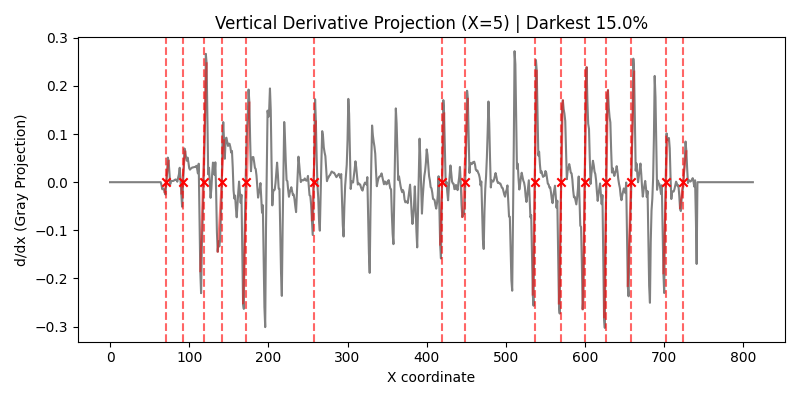 Vertical Derivative Projection (X=5) | Darkest 15.0%
d/dx (Gray Projection)
0.3
0.2
0.1
0.0
−0.1
−0.2
−0.3
0 100 200 300 400 500 600 700 800
X coordinate